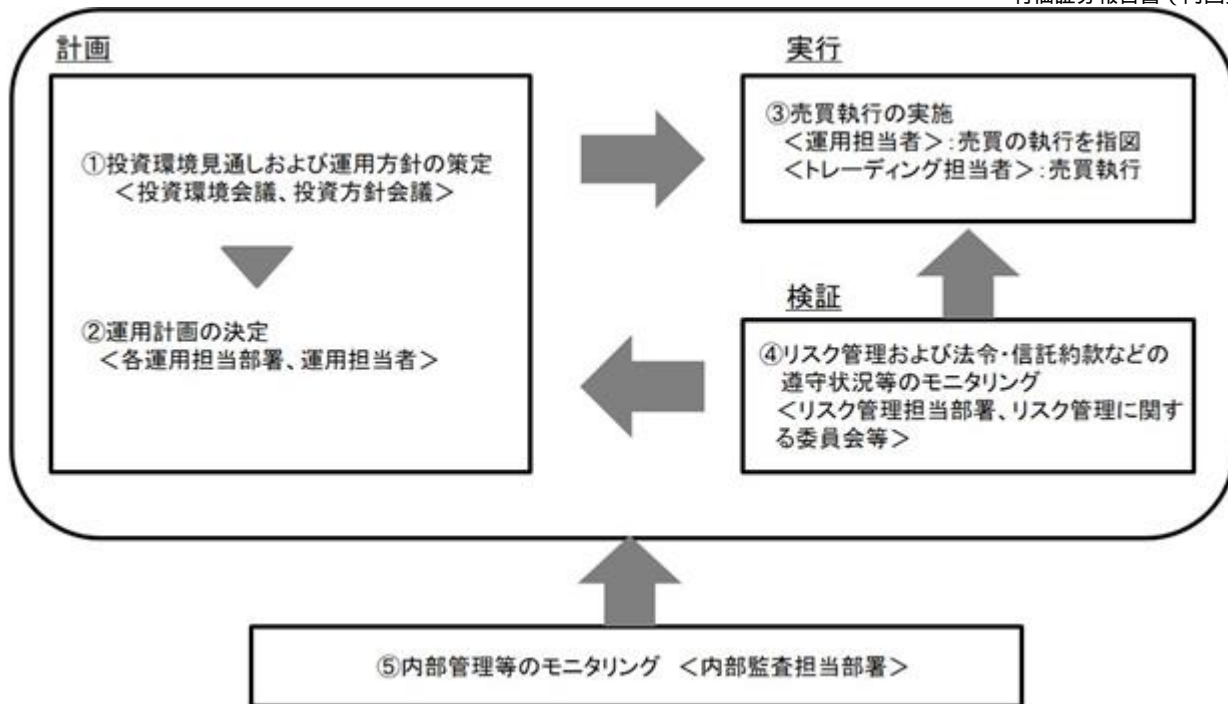 計画
①投資環境見通しおよび運用方針の策定
<投資環境会議、投資方針会議>
②運用計画の決定
<各運用担当部署、運用担当者>
実行
③売買執行の実施
<運用担当者>:売買の執行を指図
<トレーディング担当者>:売買執行
検証
④リスク管理および法令・信託約款などの
遵守状況等のモニタリング
<リスク管理担当部署、リスク管理に関す
る委員会等>
⑤内部管理等のモニタリング <内部監査担当部署>